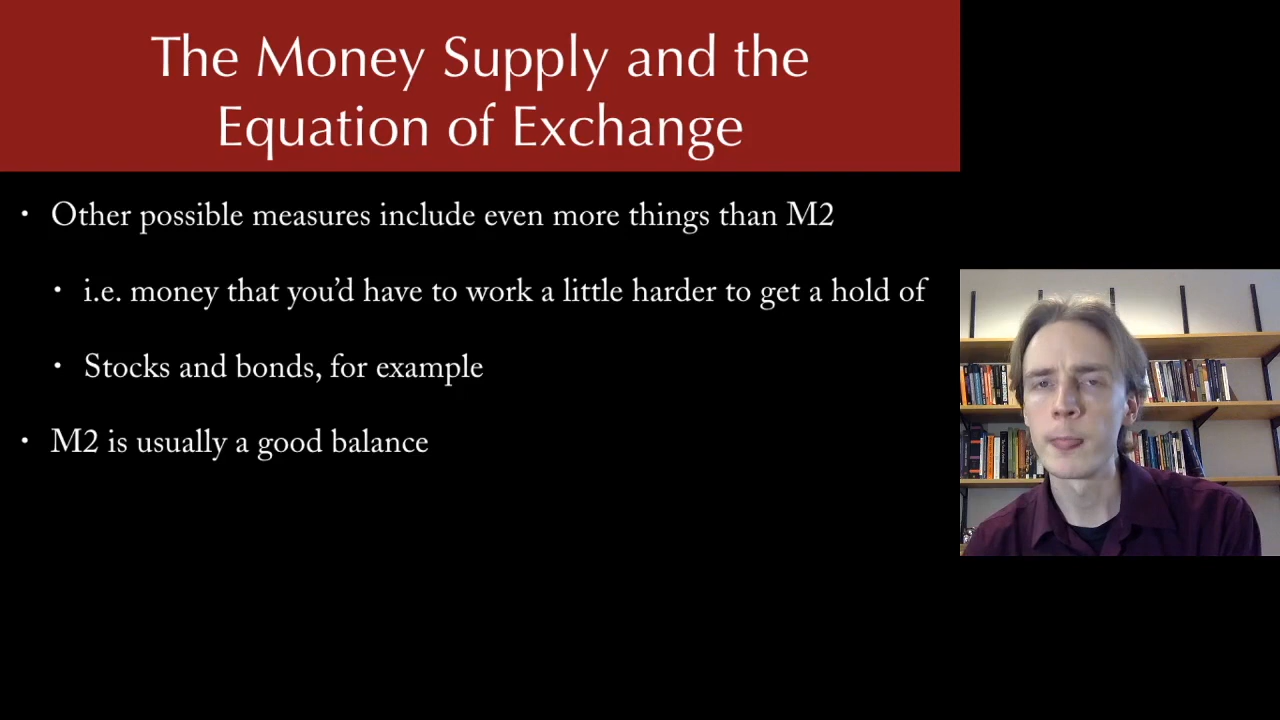 The Money Supply and the
Equation of Exchange
• Other possible measures include even more things than M2
• i.e. money that you’d have to work a little harder to get a hold of
• Stocks and bonds, for example
• M2 is usually a good balance